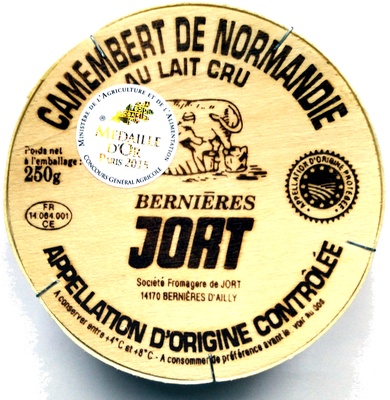 CAMEMBERT DE NORMANDIE
AU LAIT CRU
MINISTÈRE DE L'AGRICULTURE ET DE L'ALIMENTATION
MÉDAILLE
D'OR
PARIS 2015
CONCOURS GÉNÉRAL AGRICOLE
Poids net
à l'emballage :
250g
APPELLATION D'ORIGINE PROTÉGÉE
FR
14.064.001
CE
BERNIÈRES
JORT
Société Fromagère de JORT
14170 BERNIÈRES D'AILLY
APPELLATION D'ORIGINE CONTRÔLÉE
A conserver entre +4°C et +8°C - A consommer de préférence avant le voir au dos